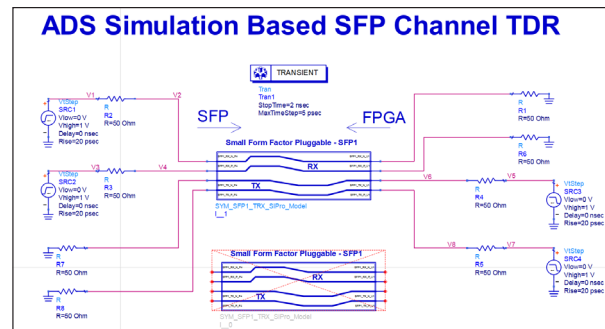 ADS Simulation Based SFP Channel TDR
TRANSIENT
Tran
Tran1
StopTime=2 nsec
MaxTimeStep=5 psec
SFP
FPGA
V1
R
R2
R=50 Ohm
V2
VtStep
SRC1
Vlow=0 V
Vhigh=1 V
Delay=0 nsec
Rise=20 psec
R
R1
R=50 Ohm
R
R6
R=50 Ohm
V3
R
R3
R=50 Ohm
V4
VtStep
SRC2
Vlow=0 V
Vhigh=1 V
Delay=0 nsec
Rise=20 psec
Small Form Factor Pluggable - SFP1
RX
TX
SYM_SFP1_TRX_SIPro_Model
I__1
V6
R
R4
R=50 Ohm
V5
VtStep
SRC3
Vlow=0 V
Vhigh=1 V
Delay=0 nsec
Rise=20 psec
R
R7
R=50 Ohm
R
R8
R=50 Ohm
V8
R
R5
R=50 Ohm
V7
VtStep
SRC4
Vlow=0 V
Vhigh=1 V
Delay=0 nsec
Rise=20 psec
Small Form Factor Pluggable - SFP1
RX
TX
SYM_SFP1_TRX_SIPro_Model
I__0